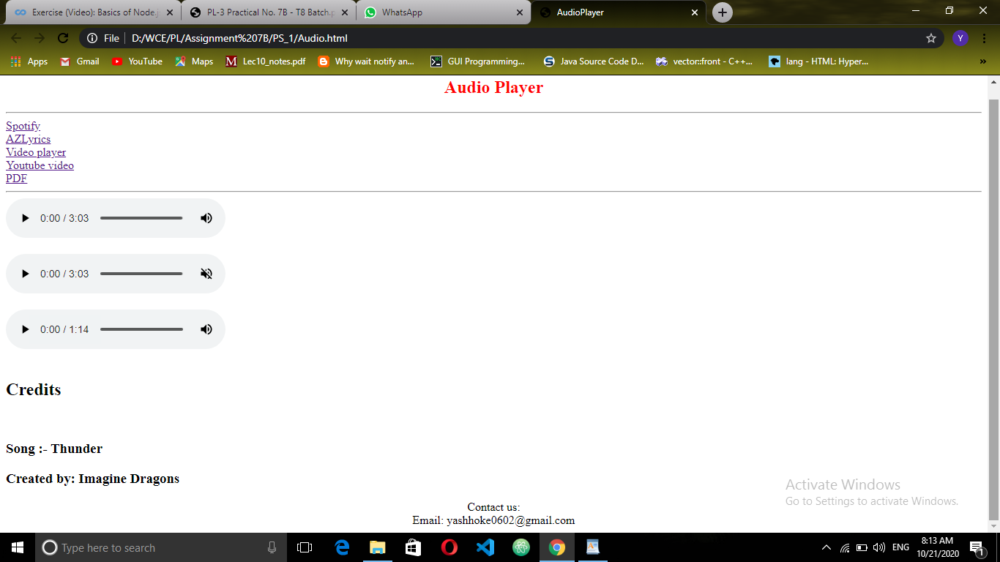 Exercise (Video): Basics of Node.j
PL-3 Practical No. 7B - T8 Batch.p
WhatsApp
AudioPlayer
File
D:/WCE/PL/Assignment%207B/PS_1/Audio.html
Y
Apps
Gmail
YouTube
Maps
M Lec10_notes.pdf
Why wait notify an...
GUI Programming...
Java Source Code D...
vector::front - C++...
lang - HTML: Hyper...
»
Audio Player
Spotify
AZLyrics
Video player
Youtube video
PDF
0:00 / 3:03
0:00 / 3:03
0:00 / 1:14
Credits
Song :- Thunder
Created by: Imagine Dragons
Activate Windows
Go to Settings to activate Windows.
Contact us:
Email: yashhoke0602@gmail.com
Type here to search
ENG
8:13 AM
10/21/2020
1